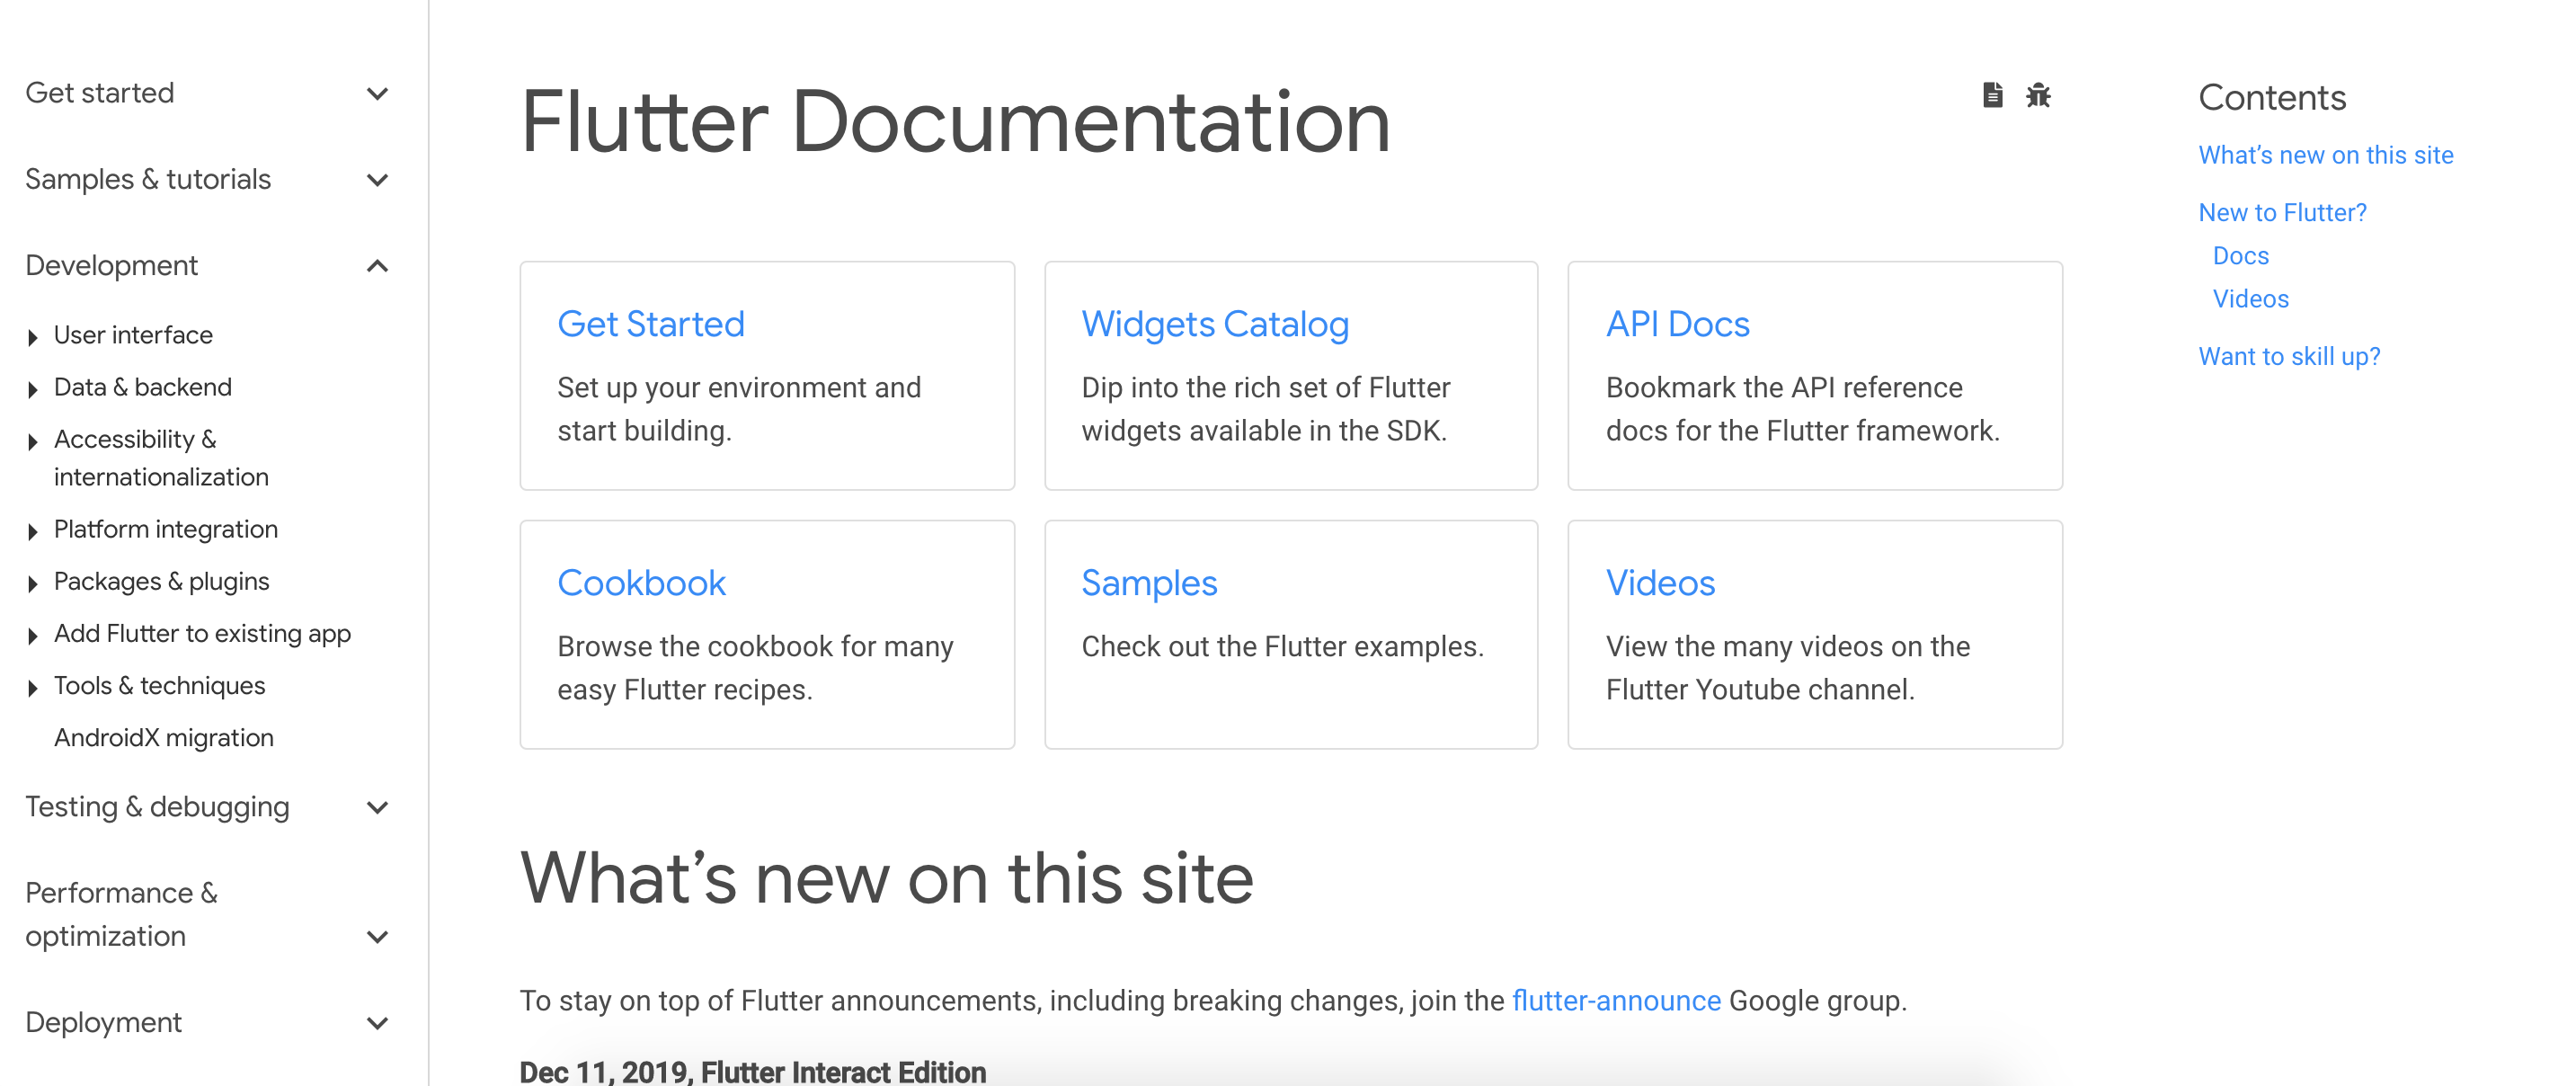 Get started
Samples & tutorials
Development
User interface
Data & backend
Accessibility &
internationalization
Platform integration
Packages & plugins
Add Flutter to existing app
Tools & techniques
AndroidX migration
Testing & debugging
Performance &
optimization
Deployment
Flutter Documentation
Get Started
Set up your environment and
start building.
Widgets Catalog
Dip into the rich set of Flutter
widgets available in the SDK.
API Docs
Bookmark the API reference
docs for the Flutter framework.
Cookbook
Browse the cookbook for many
easy Flutter recipes.
Samples
Check out the Flutter examples.
Videos
View the many videos on the
Flutter Youtube channel.
What’s new on this site
To stay on top of Flutter announcements, including breaking changes, join the flutter-announce Google group.
Dec 11, 2019, Flutter Interact Edition
Contents
What’s new on this site
New to Flutter?
Docs
Videos
Want to skill up?